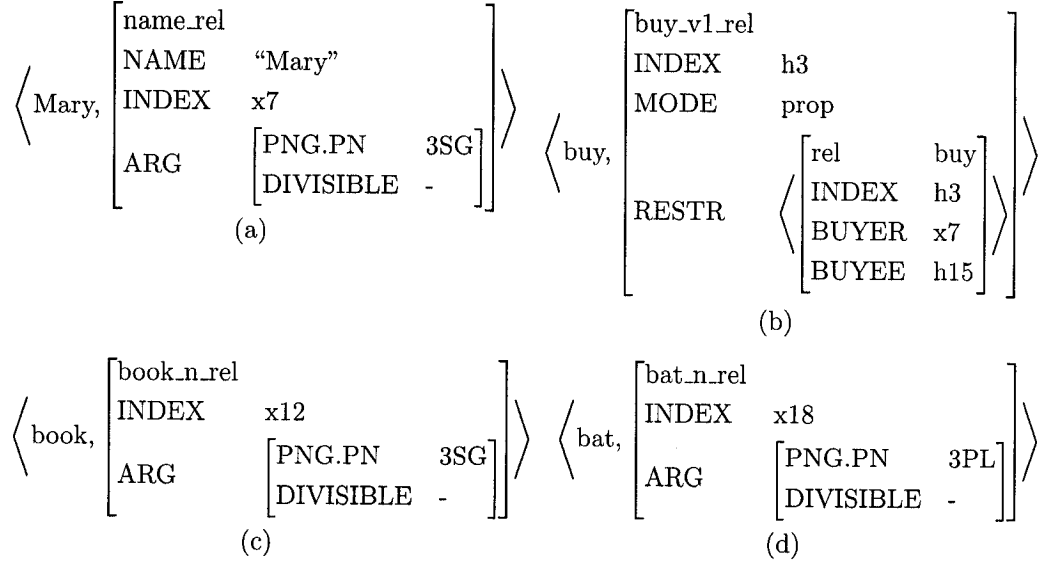 name_rel
NAME “Mary”
⟨ Mary, INDEX x7 ⟩
ARG [PNG.PN 3SG]
[DIVISIBLE -]
(a)
buy_v1_rel
INDEX h3
MODE prop
⟨ buy, ⟩
rel buy
INDEX h3
RESTR ⟨ ⟩
BUYER x7
BUYEE h15
(b)
book_n_rel
INDEX x12
⟨ book, ⟩
ARG [PNG.PN 3SG]
[DIVISIBLE -]
(c)
bat_n_rel
INDEX x18
⟨ bat, ⟩
ARG [PNG.PN 3PL]
[DIVISIBLE -]
(d)